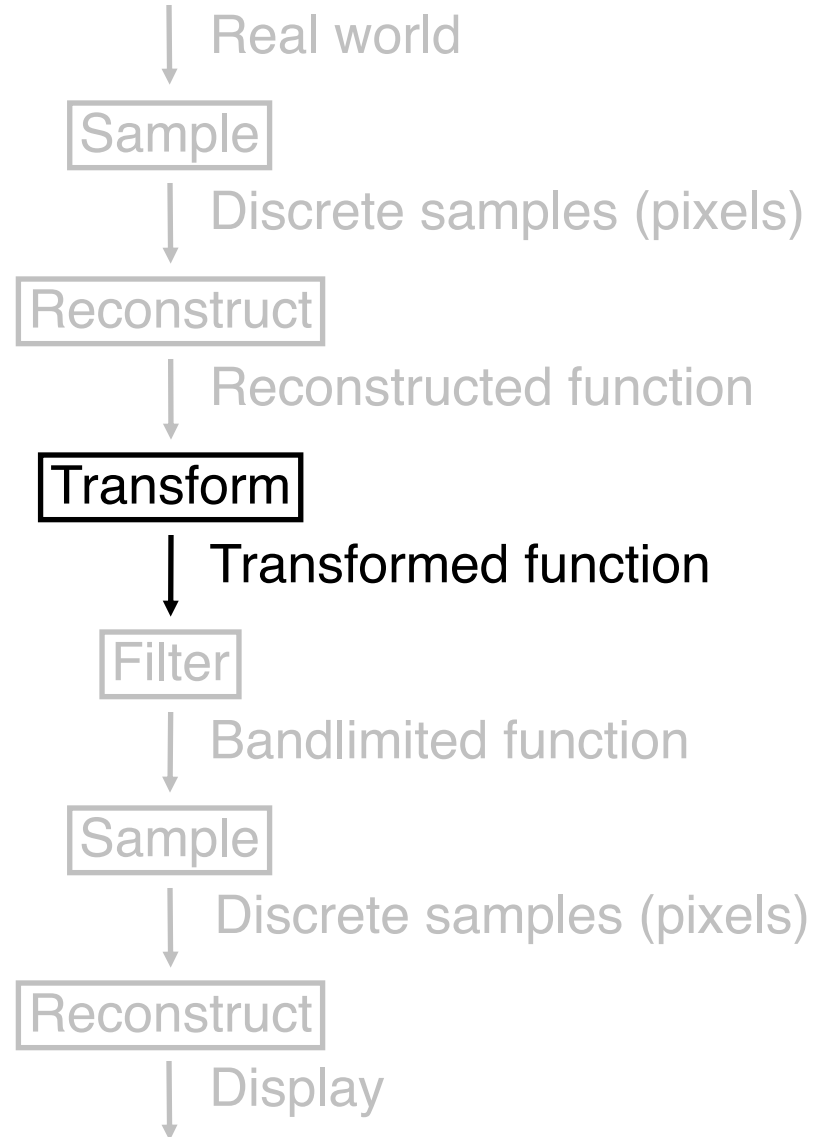 Real world
Sample
Discrete samples (pixels)
Reconstruct
Reconstructed function
Transform
Transformed function
Filter
Bandlimited function
Sample
Discrete samples (pixels)
Reconstruct
Display